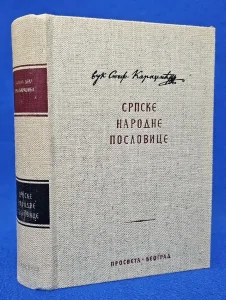 Вук Стеф. Караџић
СРПСКЕ
НАРОДНЕ
ПОСЛОВИЦЕ
ПРОСВЕТА · БЕОГРАД
СРПСКЕ
НАРОДНЕ
ПОСЛОВИЦЕ